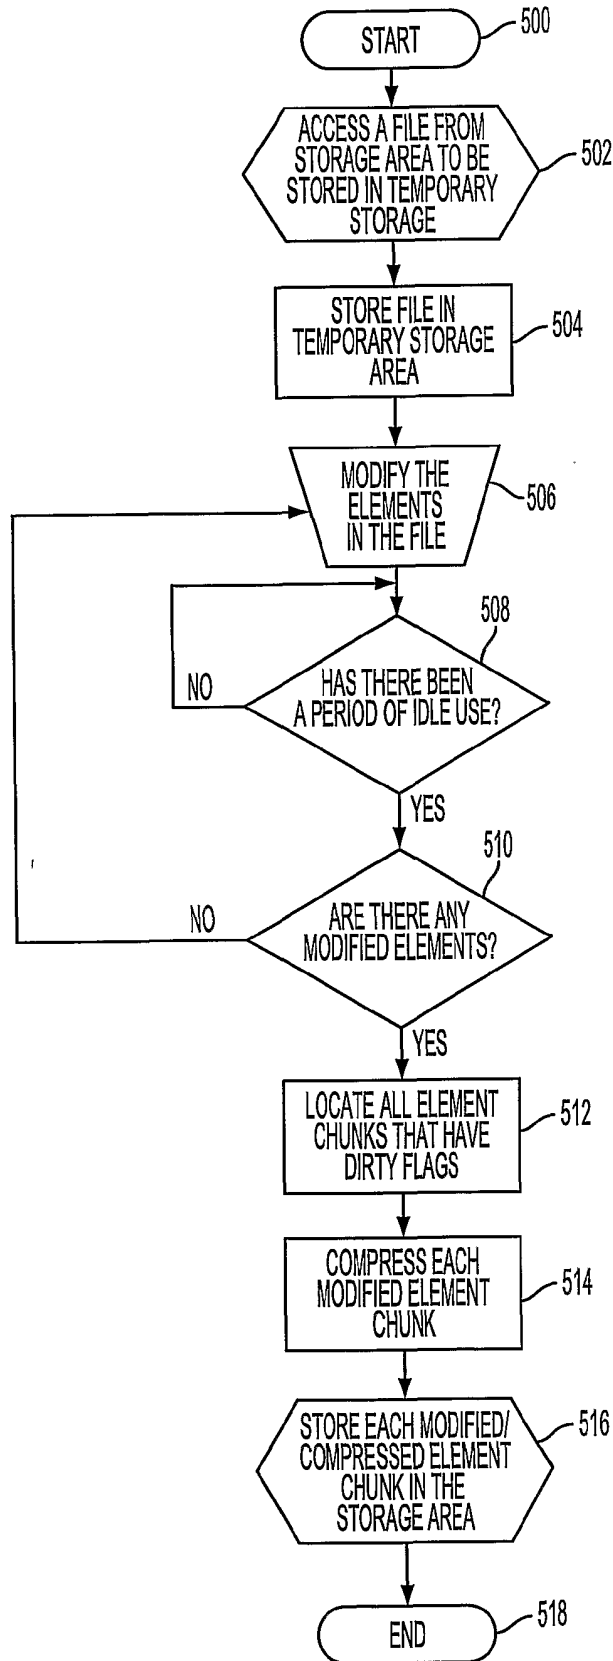 START
500
ACCESS A FILE FROM
STORAGE AREA TO BE
STORED IN TEMPORARY
STORAGE
502
STORE FILE IN
TEMPORARY STORAGE
AREA
504
MODIFY THE
ELEMENTS
IN THE FILE
506
508
HAS THERE BEEN
A PERIOD OF IDLE USE?
NO
YES
510
ARE THERE ANY
MODIFIED ELEMENTS?
NO
YES
LOCATE ALL ELEMENT
CHUNKS THAT HAVE
DIRTY FLAGS
512
COMPRESS EACH
MODIFIED ELEMENT
CHUNK
514
STORE EACH MODIFIED/
COMPRESSED ELEMENT
CHUNK IN THE
STORAGE AREA
516
END
518